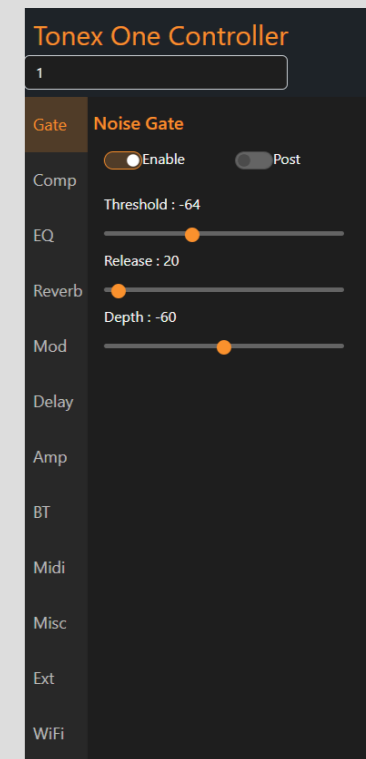 Tonex One Controller
1
Gate
Noise Gate
Enable Post
Comp
Threshold : -64
EQ
Release : 20
Reverb
Depth : -60
Mod
Delay
Amp
BT
Midi
Misc
Ext
WiFi